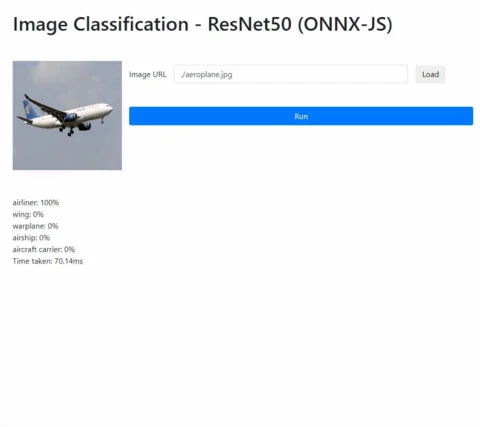 Image Classification - ResNet50 (ONNX-JS)
Image URL ./aeroplane.jpg Load
Run
airliner: 100%
wing: 0%
warplane: 0%
airship: 0%
aircraft carrier: 0%
Time taken: 70.14ms